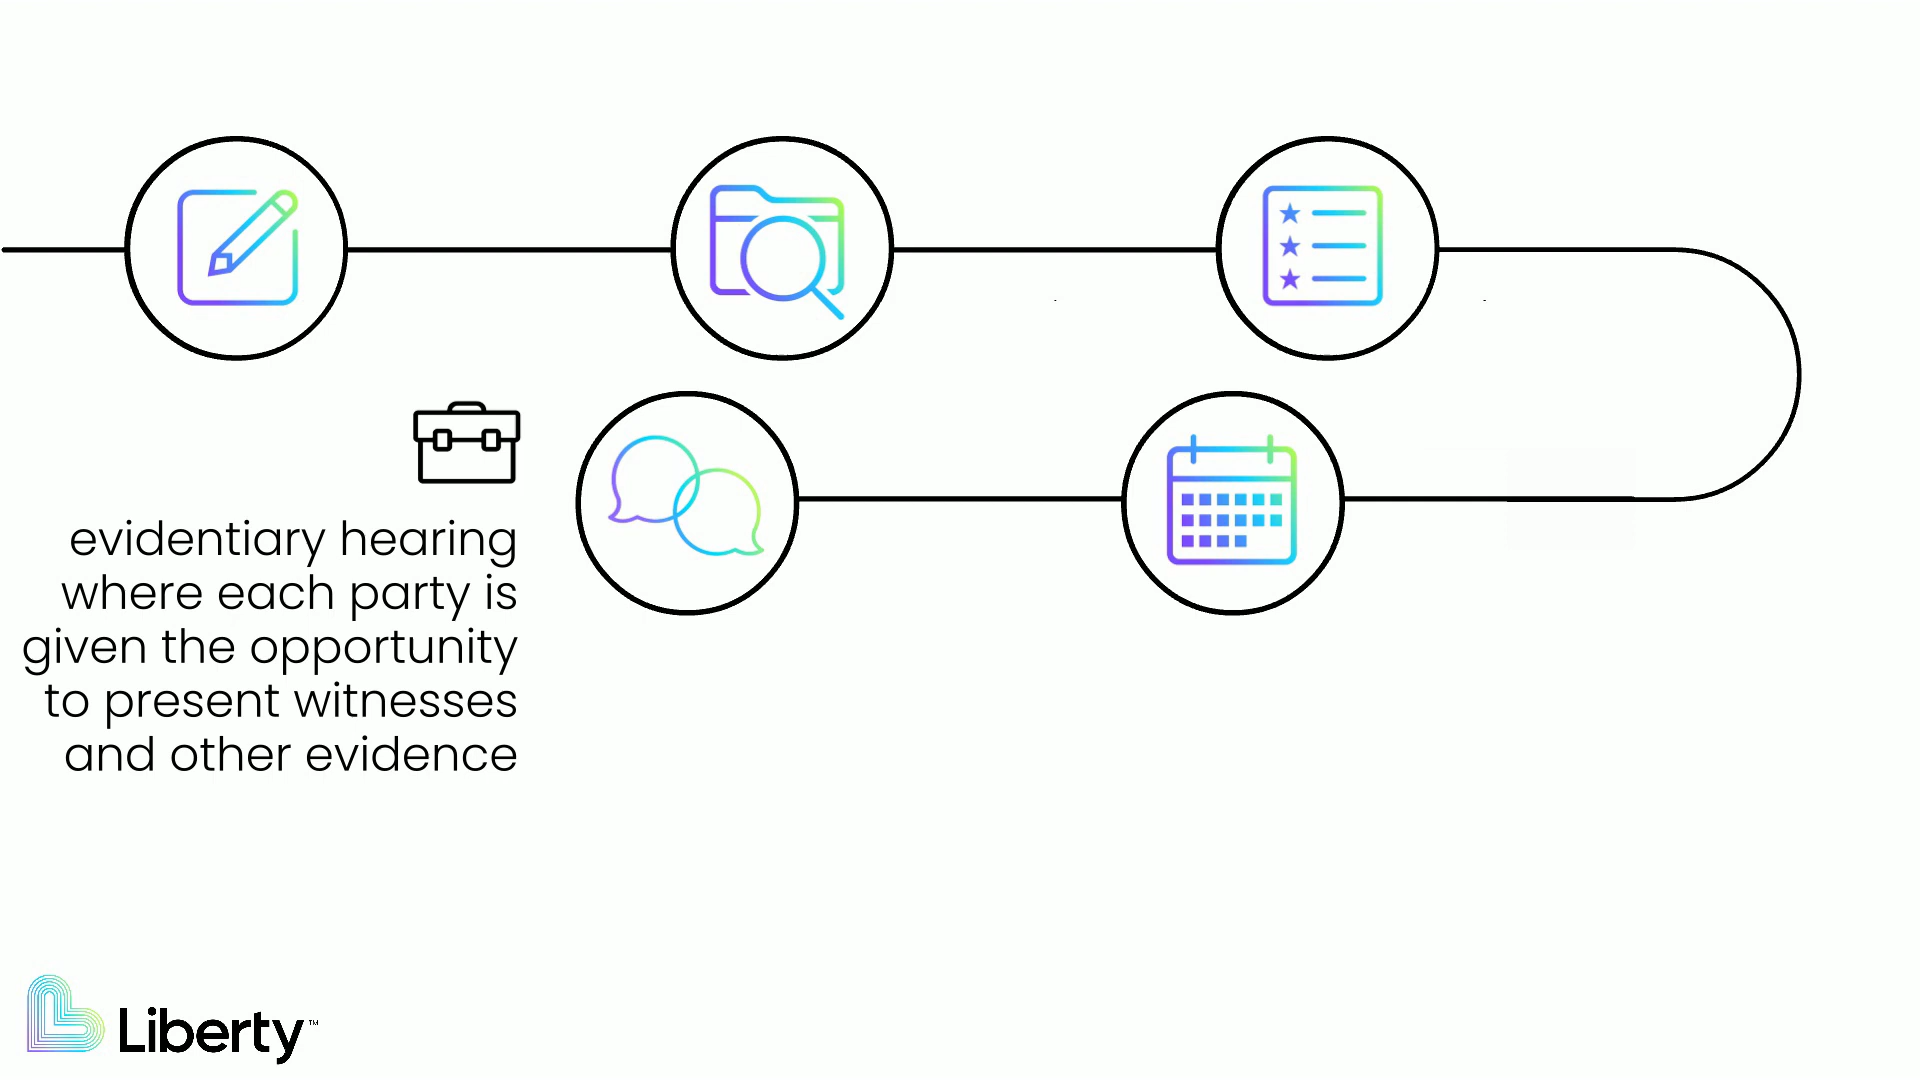 evidentiary hearing
where each party is
given the opportunity
to present witnesses
and other evidence
Liberty™